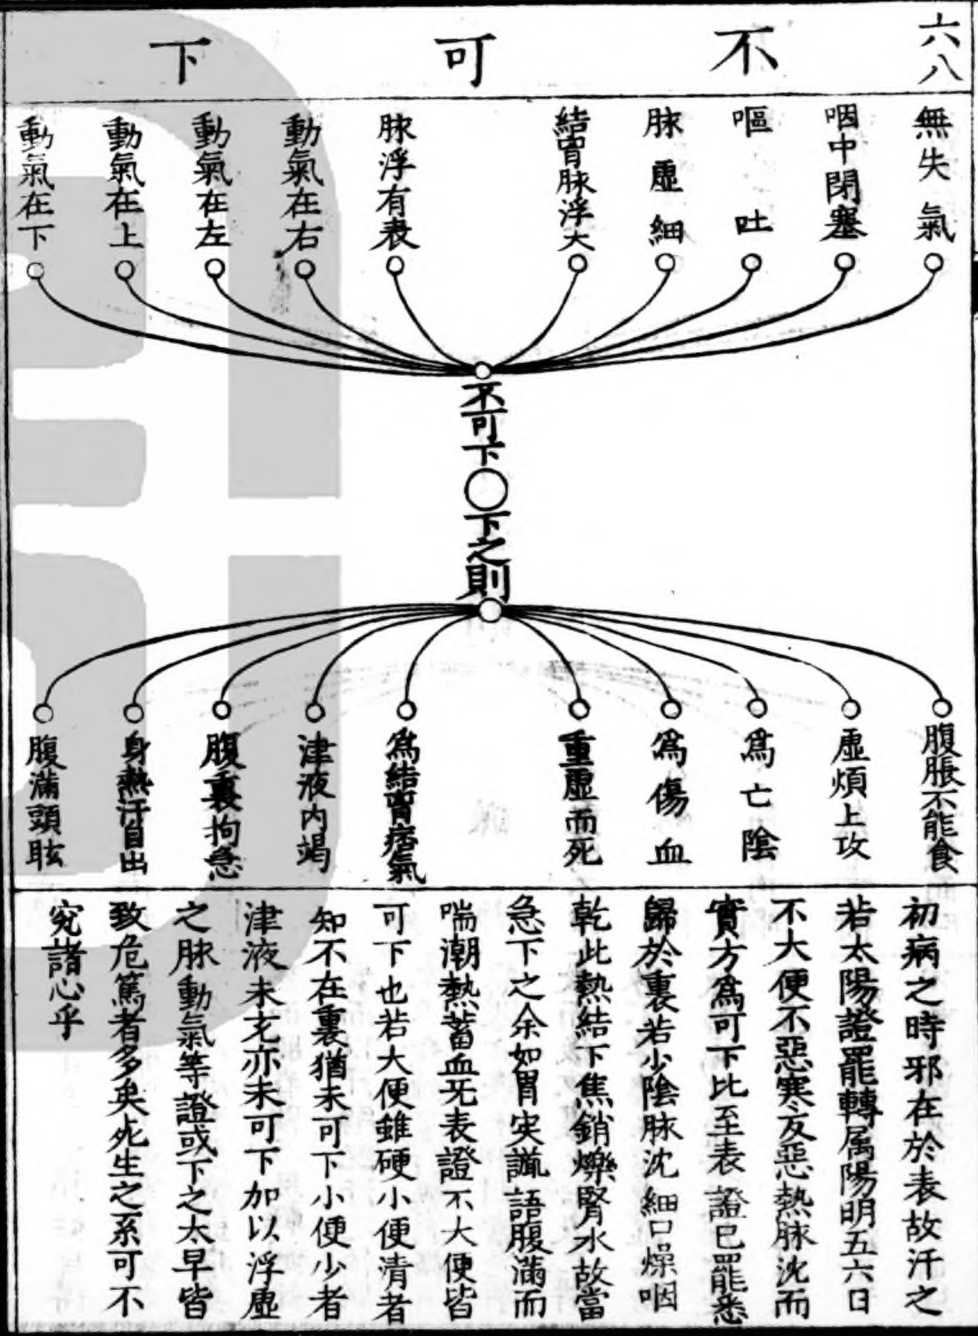 六八
不可下
無失氣
咽中閉塞
嘔吐
脉虛細
結胷脉浮大
脉浮有表
動氣在右
動氣在左
動氣在上
動氣在下
不可下
下之則
腹脹不能食
虛煩上攻
為亡陰
為傷血
重虛而死
為結胷痞氣
津液内竭
腹裏拘急
身熱汗自出
腹滿頭眩
初病之時邪在於表故汗之
若太陽證罷轉属陽明五六日
不大便不惡寒反惡熱脉沈而
實方為可下比至表證已罷悉
歸於裏若少陰脉沈細口燥咽
乾此熱結下焦銷爍腎水故當
急下之余如胃实讝語腹滿而
喘潮熱蓄血无表證不大便皆
可下也若大便雖硬小便清者
知不在裏猶未可下小便少者
津液未充亦未可下加以浮虛
之脉動氣等證或下之太早皆
致危篤者多矣死生之系可不
究諸心乎